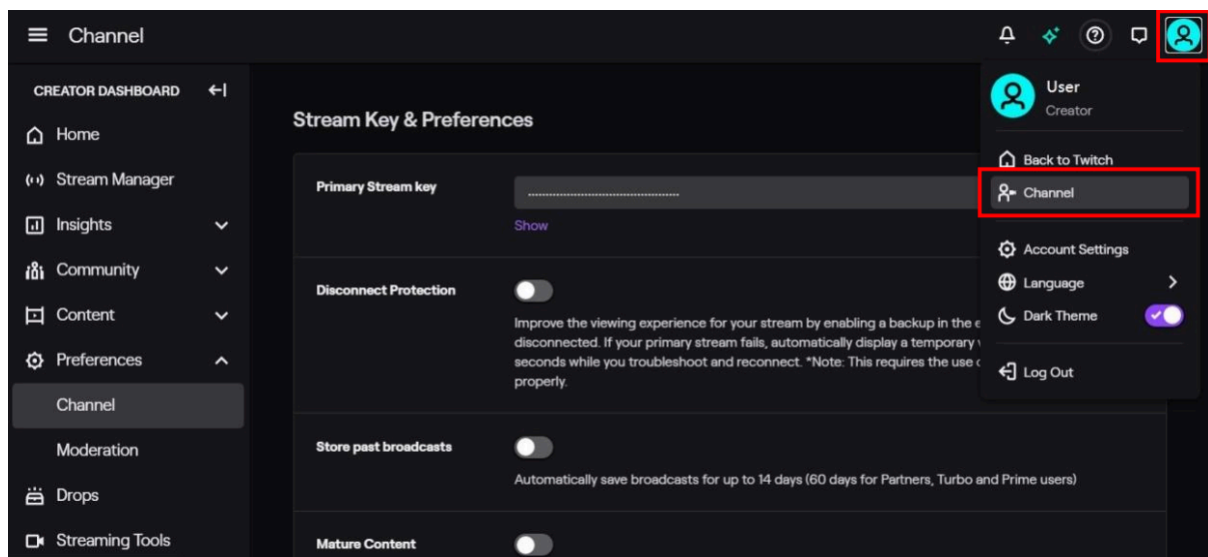 Channel
CREATOR DASHBOARD
Home
Stream Manager
Insights
Community
Content
Preferences
Channel
Moderation
Drops
Streaming Tools
Stream Key & Preferences
Primary Stream key
Show
Disconnect Protection
Improve the viewing experience for your stream by enabling a backup in the
disconnected. If your primary stream fails, automatically display a temporary
seconds while you troubleshoot and reconnect. *Note: This requires the use
properly.
Store past broadcasts
Automatically save broadcasts for up to 14 days (60 days for Partners, Turbo and Prime users)
Mature Content
User
Creator
Back to Twitch
Channel
Account Settings
Language
Dark Theme
Log Out